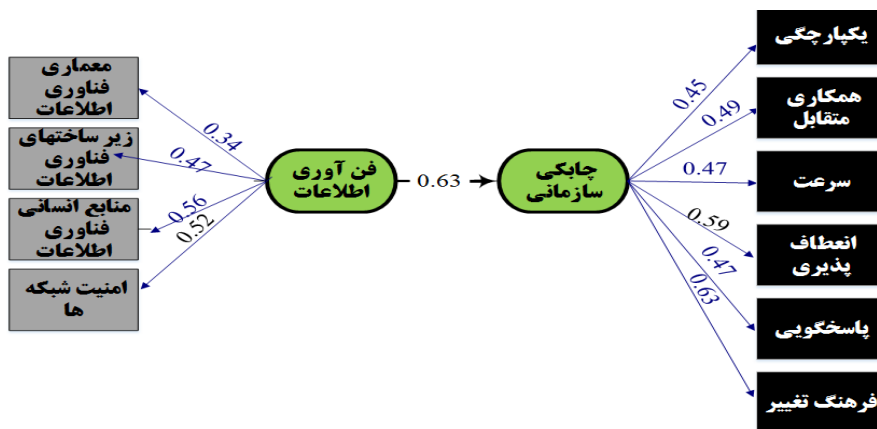 یکپارچگی
معماری
فناوری
اطلاعات
0.34
0.45
همکاری
متقابل
0.49
زیر ساختهای
فناوری
اطلاعات
0.47
فن آوری
اطلاعات
0.63
چابکی
سازمانی
0.47
سرعت
منابع انسانی
فناوری
اطلاعات
0.56
0.52
0.59
انعطاف
پذیری
امنیت شبکه
ها
0.47
پاسخگویی
0.63
فرهنگ تغییر